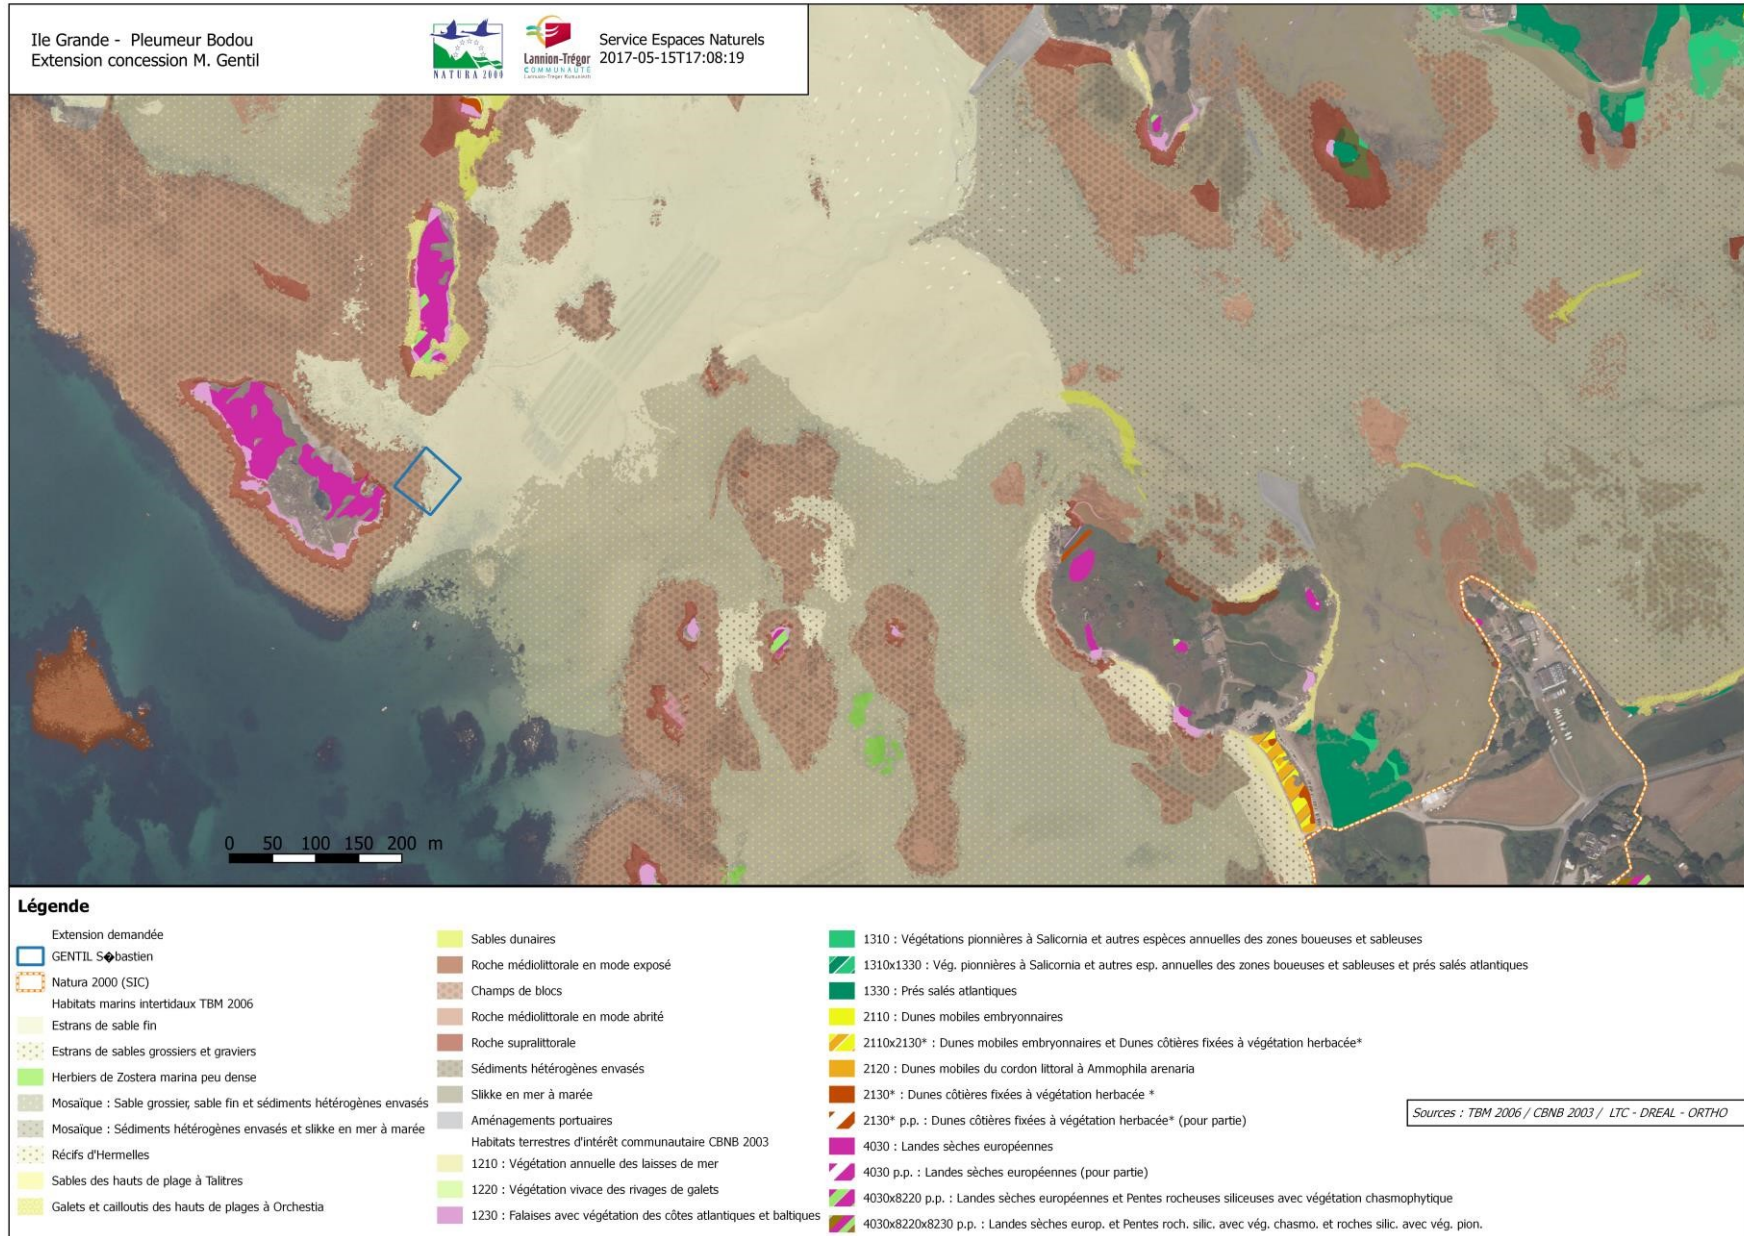 Ile Grande - Pleumeur Bodou
Extension concession M. Gentil
NATURA 2000
Lannion-Trégor
COMMUNAUTÉ
Service Espaces Naturels
2017-05-15T17:08:19
0 50 100 150 200 m
Légende
Extension demandée
GENTIL S�bastien
Natura 2000 (SIC)
Habitats marins intertidaux TBM 2006
Estrans de sable fin
Estrans de sables grossiers et graviers
Herbiers de Zostera marina peu dense
Mosaïque : Sable grossier, sable fin et sédiments hétérogènes envasés
Mosaïque : Sédiments hétérogènes envasés et slikke en mer à marée
Récifs d'Hermelles
Sables des hauts de plage à Talitres
Galets et cailloutis des hauts de plages à Orchestia
Sables dunaires
Roche médiolittorale en mode exposé
Champs de blocs
Roche médiolittorale en mode abrité
Roche supralittorale
Sédiments hétérogènes envasés
Slikke en mer à marée
Aménagements portuaires
Habitats terrestres d'intérêt communautaire CBNB 2003
1210 : Végétation annuelle des laisses de mer
1220 : Végétation vivace des rivages de galets
1230 : Falaises avec végétation des côtes atlantiques et baltiques
1310 : Végétations pionnières à Salicornia et autres espèces annuelles des zones boueuses et sableuses
1310x1330 : Vég. pionnières à Salicornia et autres esp. annuelles des zones boueuses et sableuses et prés salés atlantiques
1330 : Prés salés atlantiques
2110 : Dunes mobiles embryonnaires
2110x2130* : Dunes mobiles embryonnaires et Dunes côtières fixées à végétation herbacée*
2120 : Dunes mobiles du cordon littoral à Ammophila arenaria
2130* : Dunes côtières fixées à végétation herbacée *
2130* p.p. : Dunes côtières fixées à végétation herbacée* (pour partie)
4030 : Landes sèches européennes
4030 p.p. : Landes sèches européennes (pour partie)
4030x8220 p.p. : Landes sèches européennes et Pentes rocheuses siliceuses avec végétation chasmophytique
4030x8220x8230 p.p. : Landes sèches europ. et Pentes roch. silic. avec vég. chasmo. et roches silic. avec vég. pion.
Sources : TBM 2006 / CBNB 2003 / LTC - DREAL - ORTHO